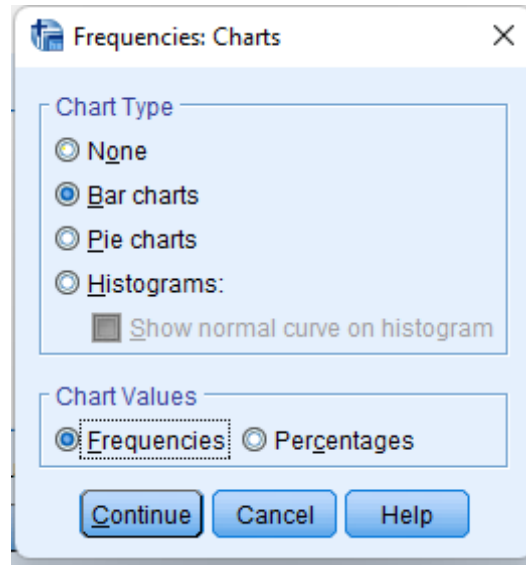 Frequencies: Charts
Chart Type
None
Bar charts
Pie charts
Histograms:
Show normal curve on histogram
Chart Values
Frequencies Percentages
Continue Cancel Help